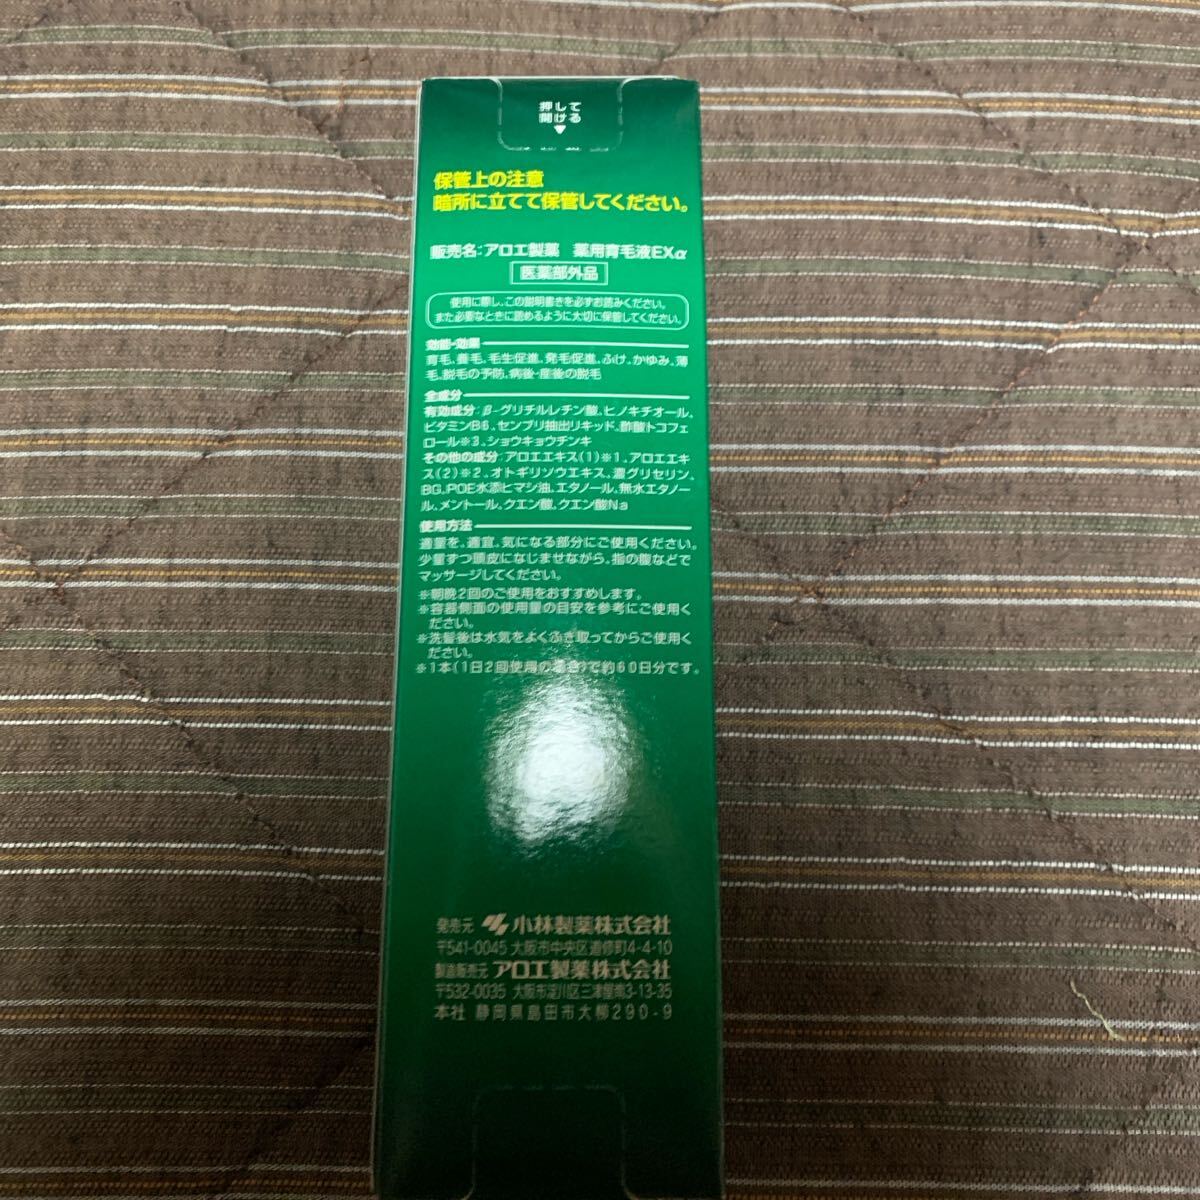 押して
開ける
▼
保管上の注意
暗所に立てて保管してください。
販売名:アロエ製薬 薬用育毛液EXα
医薬部外品
使用に際し、この説明書きを必ずお読みください。
また必要なときに読めるように大切に保管してください。
効能・効果
育毛、養毛、毛生促進、発毛促進、ふけ、かゆみ、薄
毛、脱毛の予防、病後・産後の脱毛
全成分
有効成分:β-グリチルレチン酸、ヒノキチオール、
ビタミンB6、センブリ抽出リキッド、酢酸トコフェ
ロール※3、ショウキョウチンキ
その他の成分:アロエエキス(1)※1、アロエエキ
ス(2)※2、オトギリソウエキス、濃グリセリン、
BG、POE水添ヒマシ油、エタノール、無水エタノー
ル、メントール、クエン酸、クエン酸Na
使用方法
適量を、適宜、気になる部分にご使用ください。
少量ずつ頭皮になじませながら、指の腹などで
マッサージしてください。
※朝晩2回のご使用をおすすめします。
※容器側面の使用量の目安を参考にご使用く
ださい。
※洗髪後は水気をよくふき取ってからご使用く
ださい。
※1本(1日2回使用の場合)で約60日分です。
発売元 小林製薬株式会社
〒541-0045 大阪市中央区道修町4-4-10
製造販売元 アロエ製薬株式会社
〒532-0035 大阪市淀川区三津屋南3-13-35
本社 静岡県島田市大柳290-9